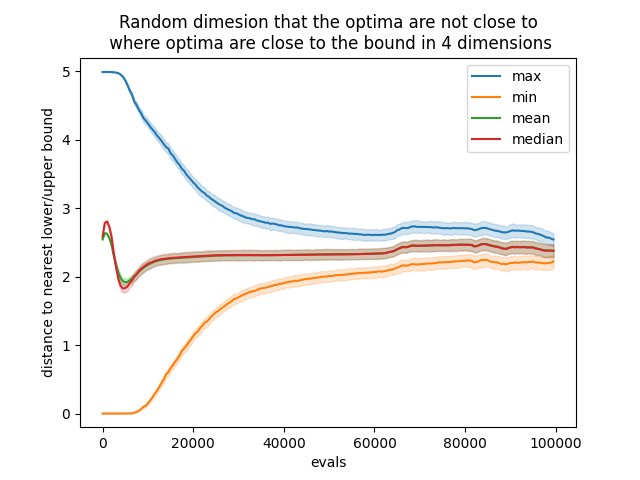 Random dimesion that the optima are not close to
where optima are close to the bound in 4 dimensions
distance to nearest lower/upper bound
5
4
3
2
1
0
max
min
mean
median
0
20000
40000
60000
80000
100000
evals